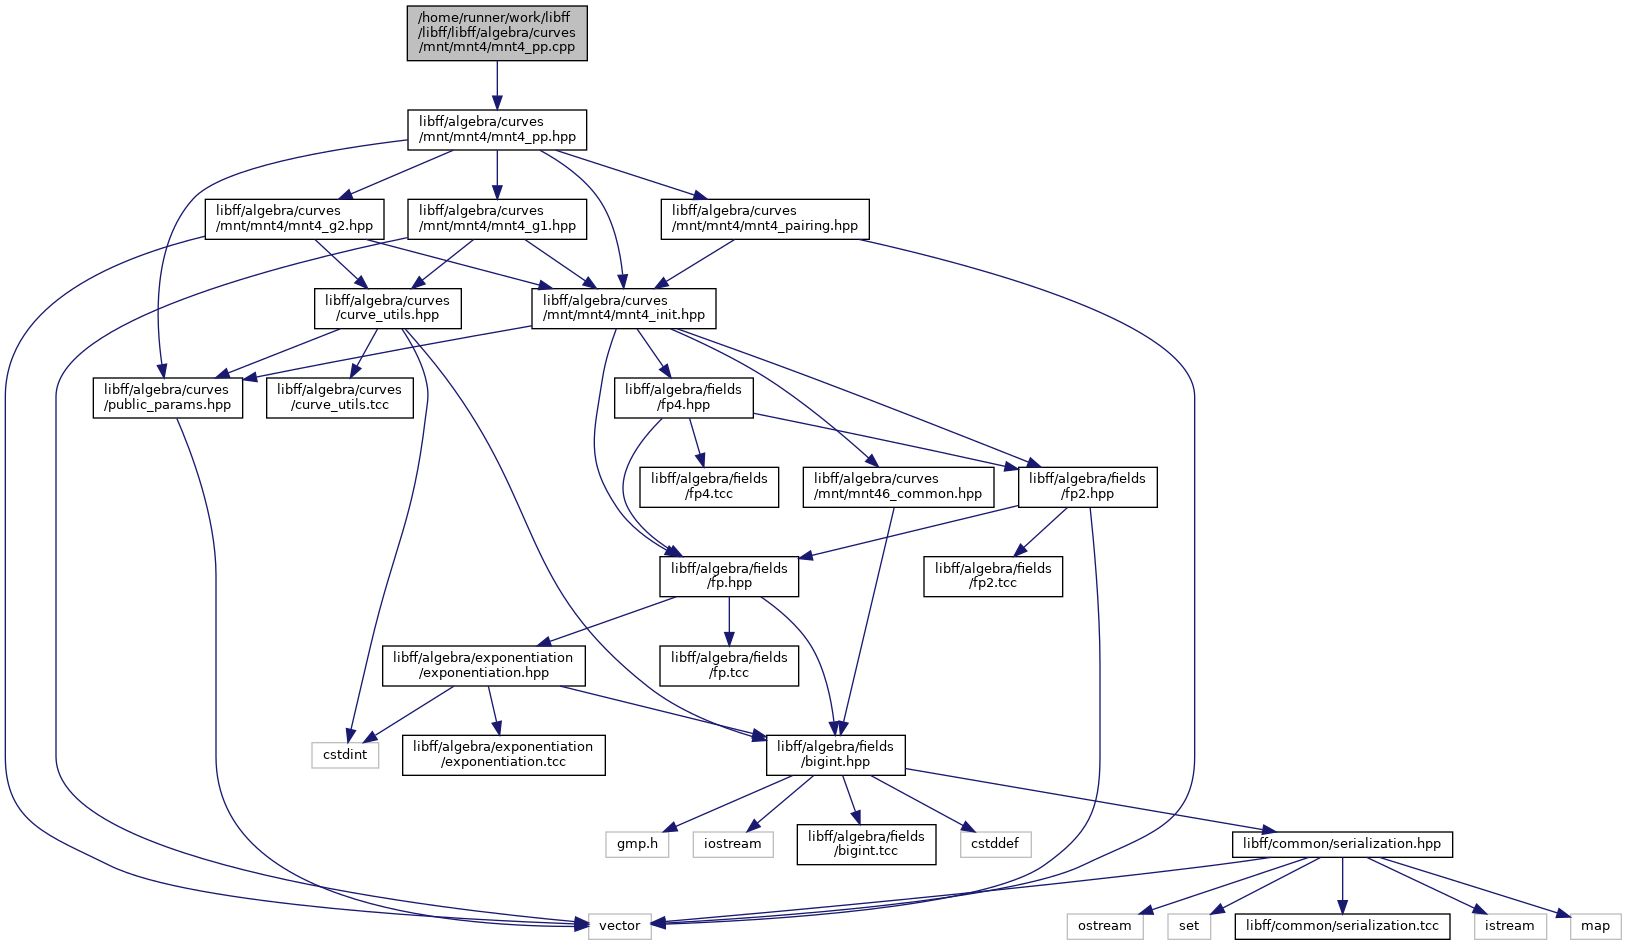 /home/runner/work/libff
/libff/libff/algebra/curves
/mnt/mnt4/mnt4_pp.cpp
libff/algebra/curves
/mnt/mnt4/mnt4_pp.hpp
libff/algebra/curves
/mnt/mnt4/mnt4_g2.hpp
libff/algebra/curves
/mnt/mnt4/mnt4_g1.hpp
libff/algebra/curves
/mnt/mnt4/mnt4_pairing.hpp
libff/algebra/curves
/curve_utils.hpp
libff/algebra/curves
/mnt/mnt4/mnt4_init.hpp
libff/algebra/curves
/public_params.hpp
libff/algebra/curves
/curve_utils.tcc
libff/algebra/fields
/fp4.hpp
libff/algebra/fields
/fp4.tcc
libff/algebra/curves
/mnt/mnt46_common.hpp
libff/algebra/fields
/fp2.hpp
libff/algebra/fields
/fp.hpp
libff/algebra/fields
/fp2.tcc
libff/algebra/exponentiation
/exponentiation.hpp
libff/algebra/fields
/fp.tcc
cstdint
libff/algebra/exponentiation
/exponentiation.tcc
libff/algebra/fields
/bigint.hpp
gmp.h
iostream
libff/algebra/fields
/bigint.tcc
cstddef
libff/common/serialization.hpp
vector
ostream
set
libff/common/serialization.tcc
istream
map